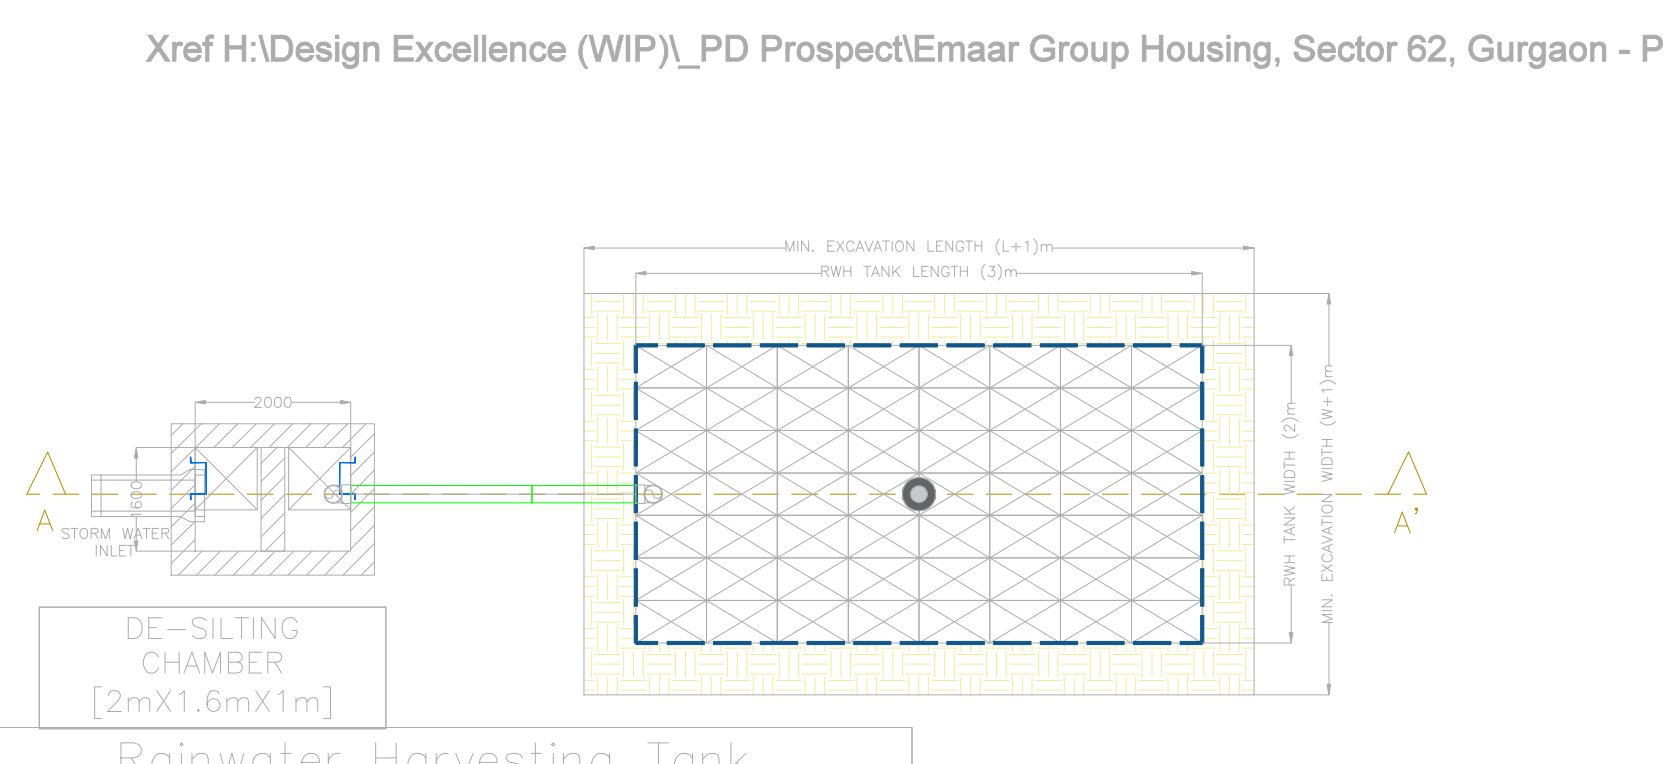 Xref H:\Design Excellence (WIP)\_PD Prospect\Emaar Group Housing, Sector 62, Gurgaon - P
MIN. EXCAVATION LENGTH (L+1)m
RWH TANK LENGTH (3)m
2000
1600
A
STORM WATER
INLET
RWH TANK WIDTH (2)m
MIN. EXCAVATION WIDTH (W+1)m
A'
DE-SILTING
CHAMBER
[2mX1.6mX1m]
Rainwater Harvesting Tank